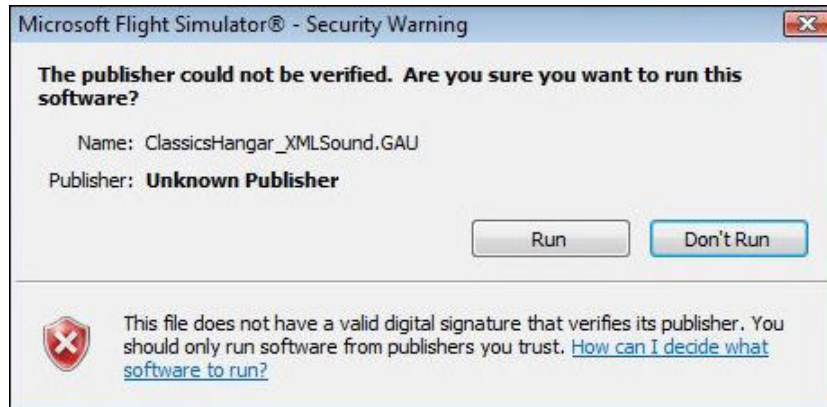 Microsoft Flight Simulator® - Security Warning
The publisher could not be verified.  Are you sure you want to run this
software?
Name: ClassicsHangar_XMLSound.GAU
Publisher: Unknown Publisher
Run Don't Run
This file does not have a valid digital signature that verifies its publisher. You
should only run software from publishers you trust. How can I decide what
software to run?